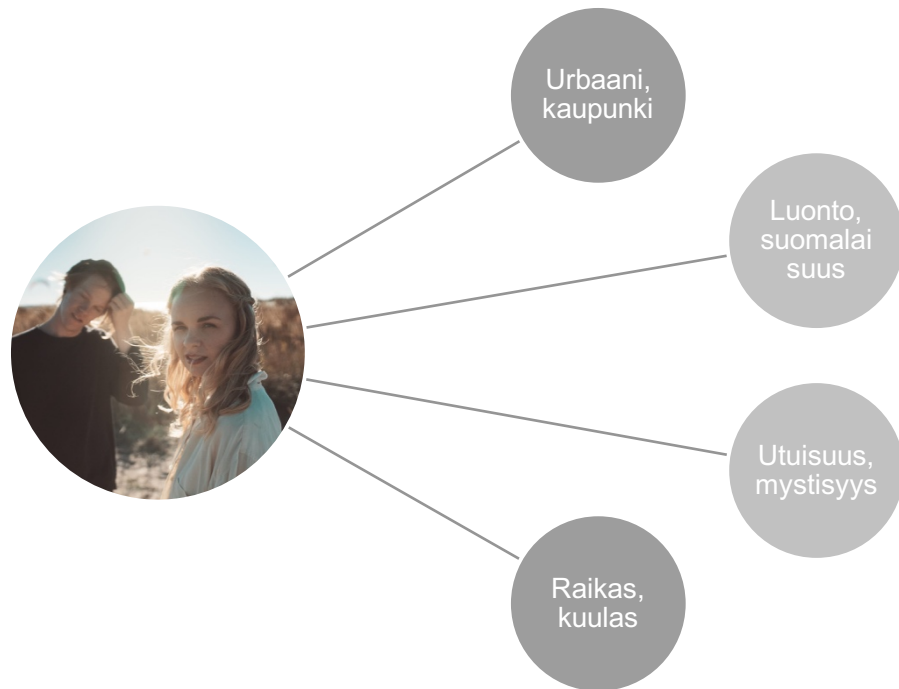 Urbaani,
kaupunki
Luonto,
suomalai
suus
Utuisuus,
mystisyys
Raikas,
kuulas